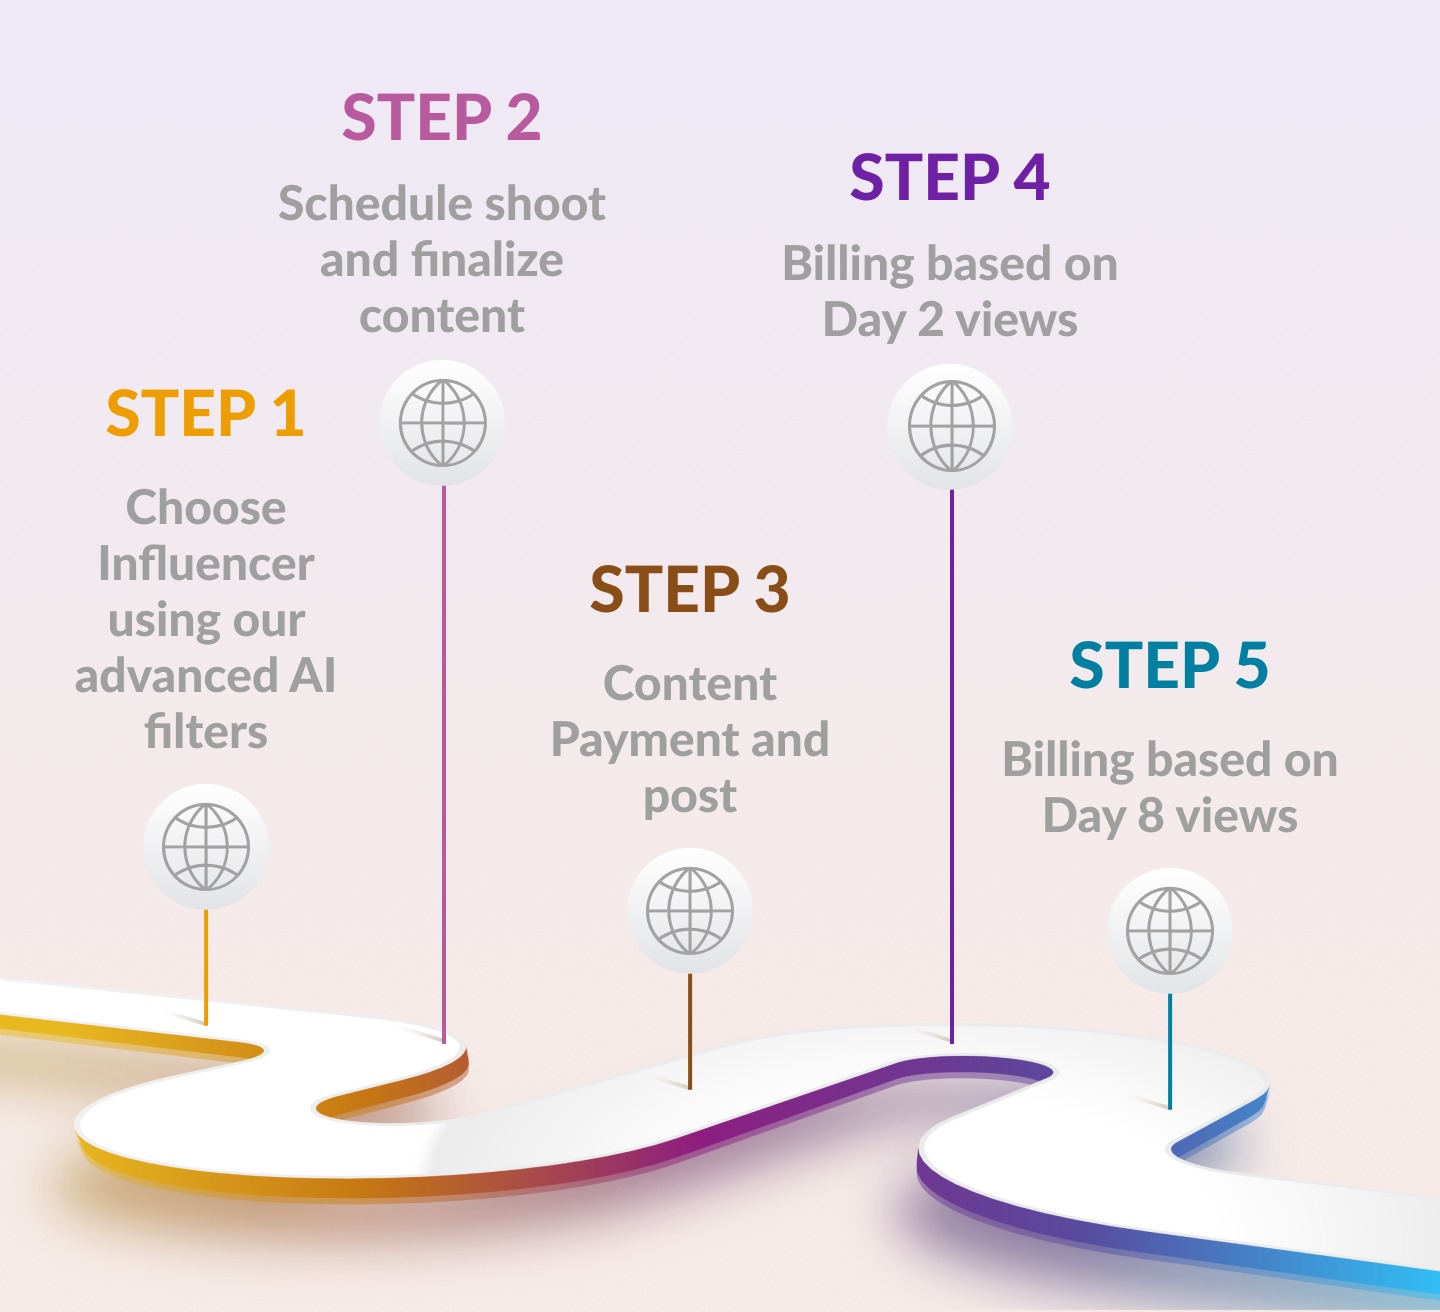 STEP 1
Choose
Influencer
using our
advanced AI
filters
STEP 2
Schedule shoot
and finalize
content
STEP 3
Content
Payment and
post
STEP 4
Billing based on
Day 2 views
STEP 5
Billing based on
Day 8 views